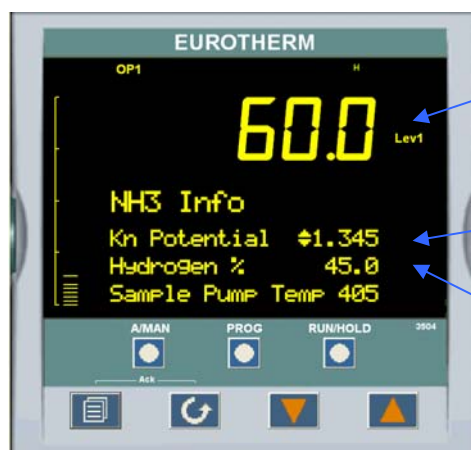 EUROTHERM
OP1 H
60.0
Lev1
NH3 Info
Kn Potential 1.345
Hydrogen % 45.0
Sample Pump Temp 405
A/MAN PROG RUN/HOLD 3504
Ack